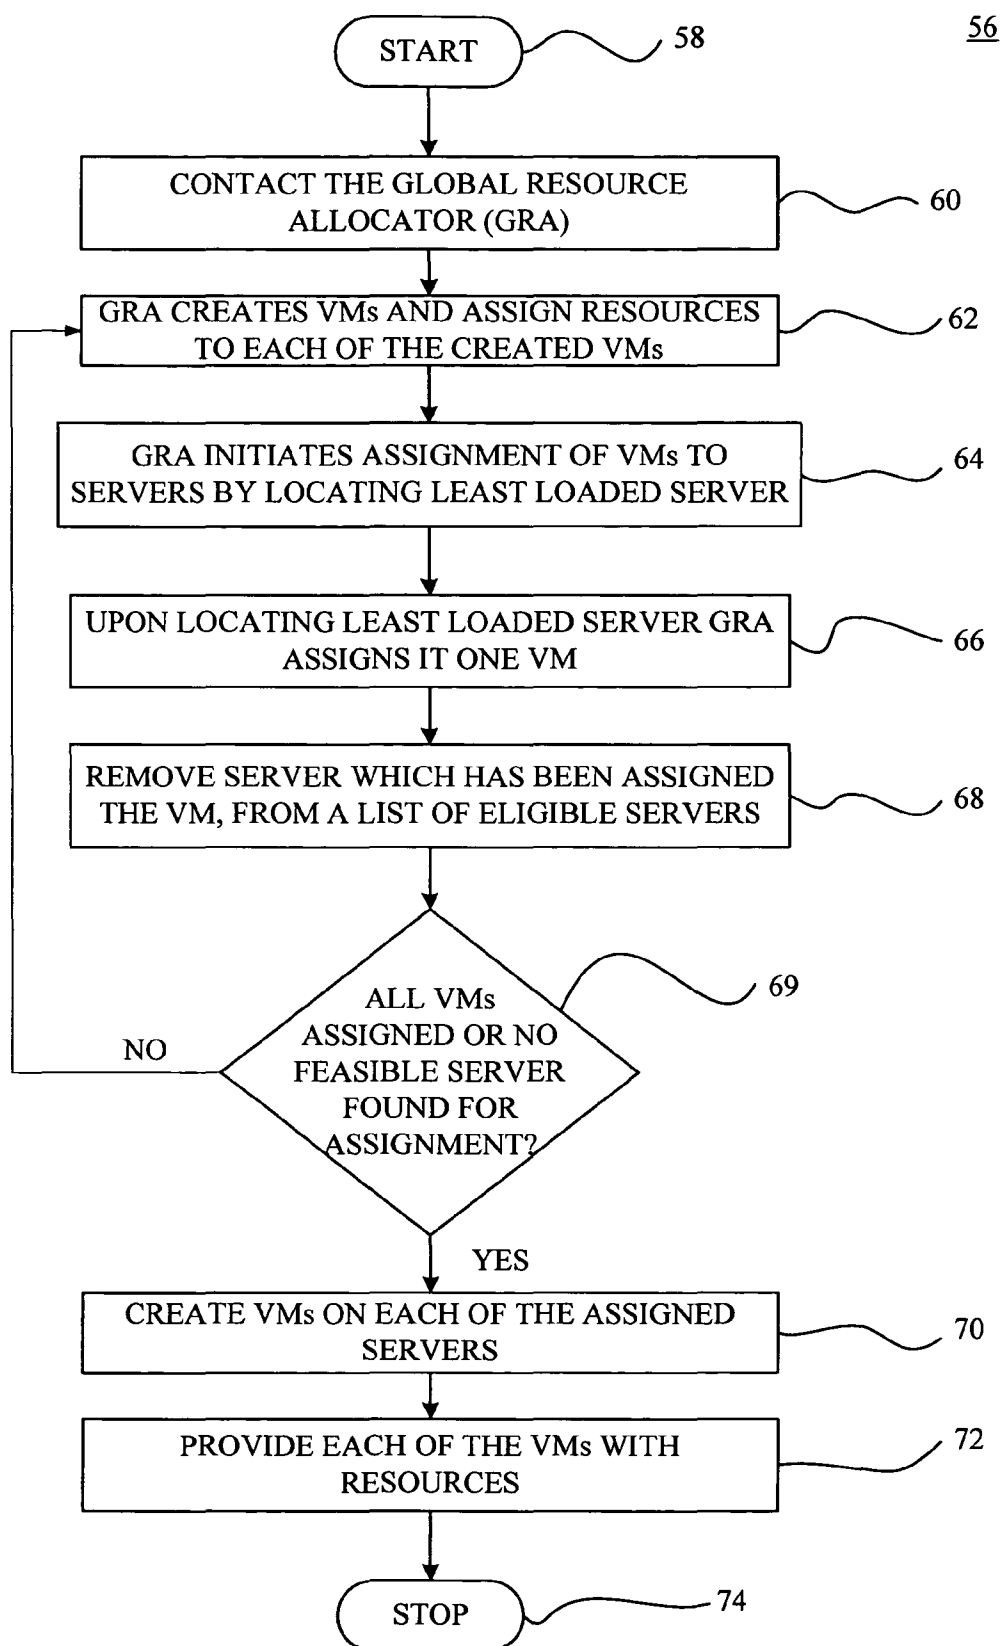 56
START
58
CONTACT THE GLOBAL RESOURCE
ALLOCATOR (GRA)
60
GRA CREATES VMs AND ASSIGN RESOURCES
TO EACH OF THE CREATED VMs
62
GRA INITIATES ASSIGNMENT OF VMs TO
SERVERS BY LOCATING LEAST LOADED SERVER
64
UPON LOCATING LEAST LOADED SERVER GRA
ASSIGNS IT ONE VM
66
REMOVE SERVER WHICH HAS BEEN ASSIGNED
THE VM, FROM A LIST OF ELIGIBLE SERVERS
68
ALL VMs
ASSIGNED OR NO
FEASIBLE SERVER
FOUND FOR
ASSIGNMENT?
69
NO
YES
CREATE VMs ON EACH OF THE ASSIGNED
SERVERS
70
PROVIDE EACH OF THE VMs WITH
RESOURCES
72
STOP
74